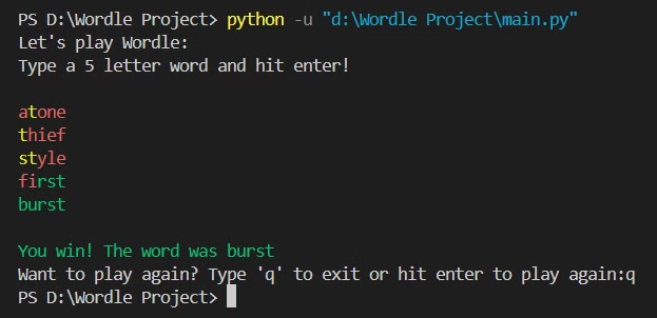 PS D:\Wordle Project> python -u "d:\Wordle Project\main.py"
Let's play Wordle:
Type a 5 letter word and hit enter!
atone
thief
style
first
burst
You win! The word was burst
Want to play again? Type 'q' to exit or hit enter to play again:q
PS D:\Wordle Project>